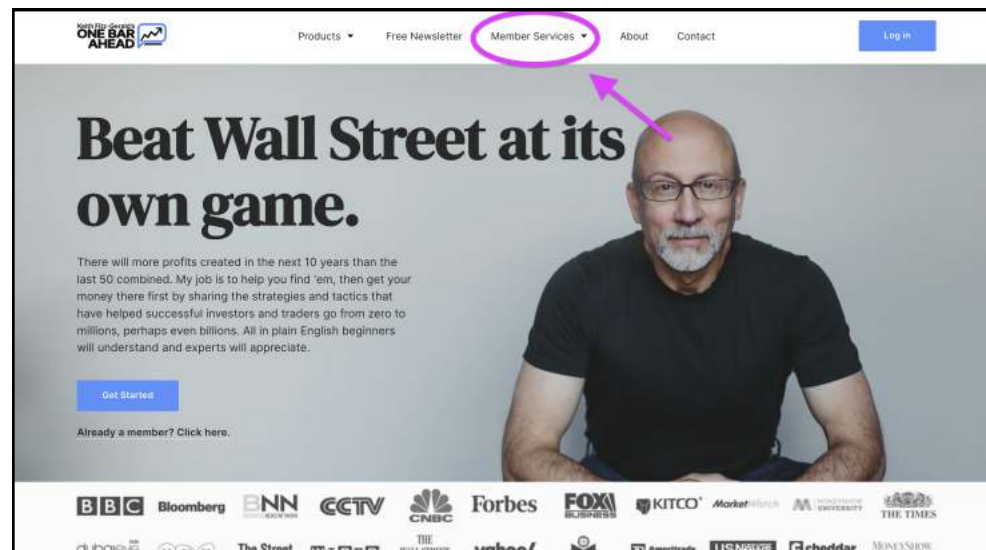 Keith Fitz-Gerald's
ONE BAR
AHEAD
Products
Free Newsletter
Member Services
About
Contact
Log in
Beat Wall Street at its
own game.
There will more profits created in the next 10 years than the
last 50 combined. My job is to help you find 'em, then get your
money there first by sharing the strategies and tactics that
have helped successful investors and traders go from zero to
millions, perhaps even billions. All in plain English beginners
will understand and experts will appreciate.
Get Started
Already a member? Click here.
BBC
Bloomberg
BNN
CCTV
CNBC
Forbes
FOX
BUSINESS
KITCO
MarketWatch
UNIVERSITY
THE TIMES
The Street
THE
yahoo!
Ameritrade
cheddar
MONEYSHOW